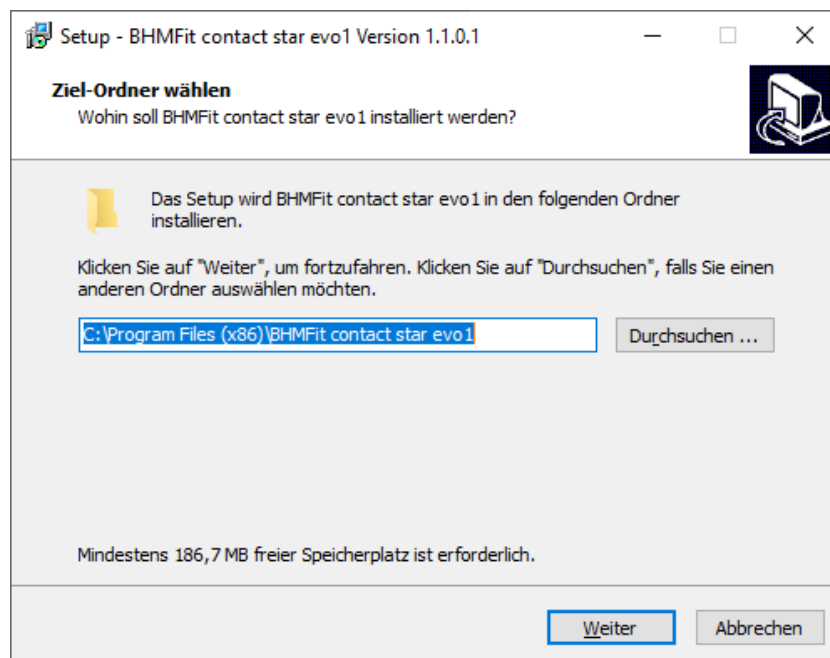 Setup - BHMFit contact star evo1 Version 1.1.0.1
Ziel-Ordner wählen
Wohin soll BHMFit contact star evo1 installiert werden?
Das Setup wird BHMFit contact star evo1 in den folgenden Ordner
installieren.
Klicken Sie auf "Weiter", um fortzufahren. Klicken Sie auf "Durchsuchen", falls Sie einen
anderen Ordner auswählen möchten.
C:\Program Files (x86)\BHMFit contact star evo1
Durchsuchen ...
Mindestens 186,7 MB freier Speicherplatz ist erforderlich.
Weiter
Abbrechen